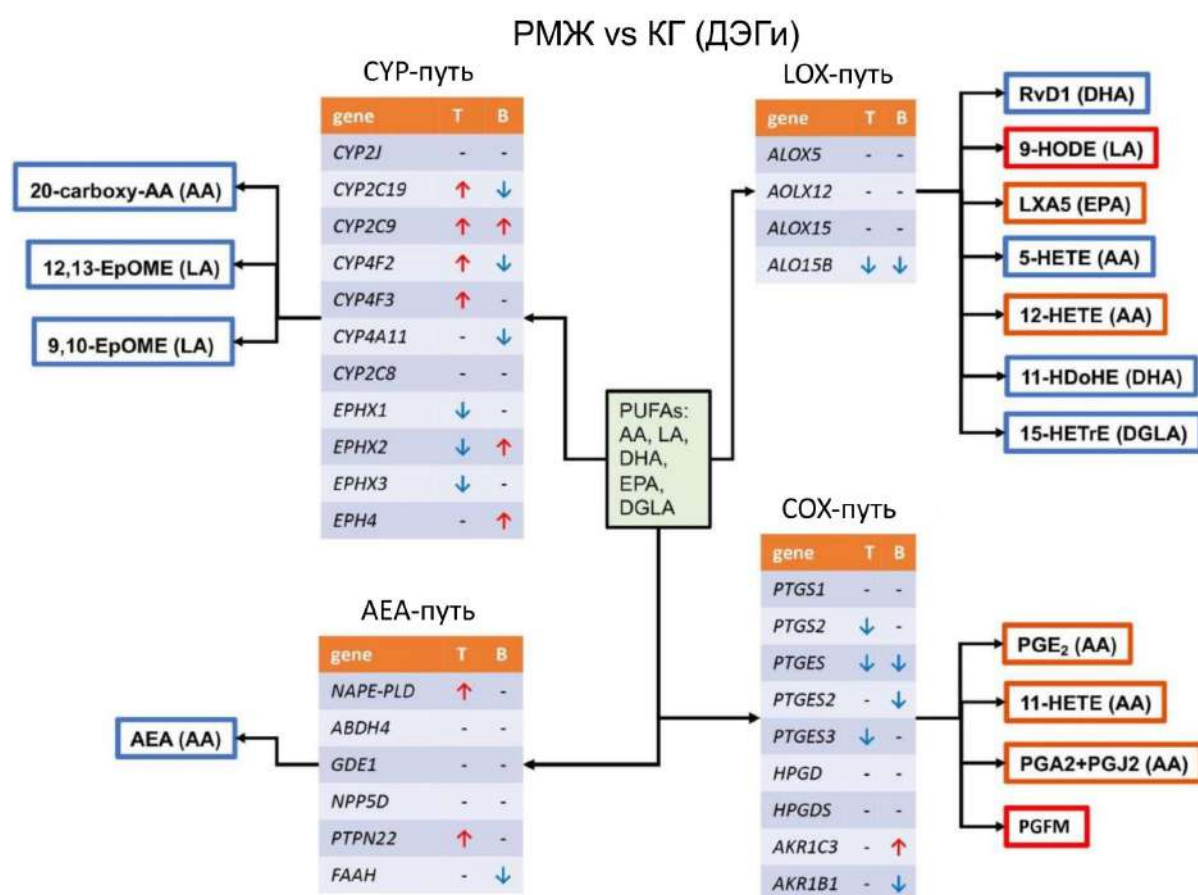 РМЖ vs КГ (ДЭГи)
CYP-путь
gene T B
CYP2J - -
CYP2C19 ↑ ↓
CYP2C9 ↑ ↑
CYP4F2 ↑ ↓
CYP4F3 ↑ -
CYP4A11 - ↓
CYP2C8 - -
EPHX1 ↓ -
EPHX2 ↓ ↑
EPHX3 ↓ -
EPH4 - ↑
20-carboxy-AA (AA)
12,13-EpOME (LA)
9,10-EpOME (LA)
LOX-путь
gene T B
ALOX5 - -
AOLX12 - -
ALOX15 - -
ALO15B ↓ ↓
RvD1 (DHA)
9-HODE (LA)
LXA5 (EPA)
5-HETE (AA)
12-HETE (AA)
11-HDoHE (DHA)
15-HETrE (DGLA)
PUFAs:
AA, LA,
DHA,
EPA,
DGLA
AEA-путь
gene T B
NAPE-PLD ↑ -
ABDH4 - -
GDE1 - -
NPP5D - -
PTPN22 ↑ -
FAAH - ↓
AEA (AA)
COX-путь
gene T B
PTGS1 - -
PTGS2 ↓ -
PTGES ↓ ↓
PTGES2 - ↓
PTGES3 ↓ -
HPGD - -
HPGDS - -
AKR1C3 - ↑
AKR1B1 - ↓
PGE₂ (AA)
11-HETE (AA)
PGA2+PGJ2 (AA)
PGFM